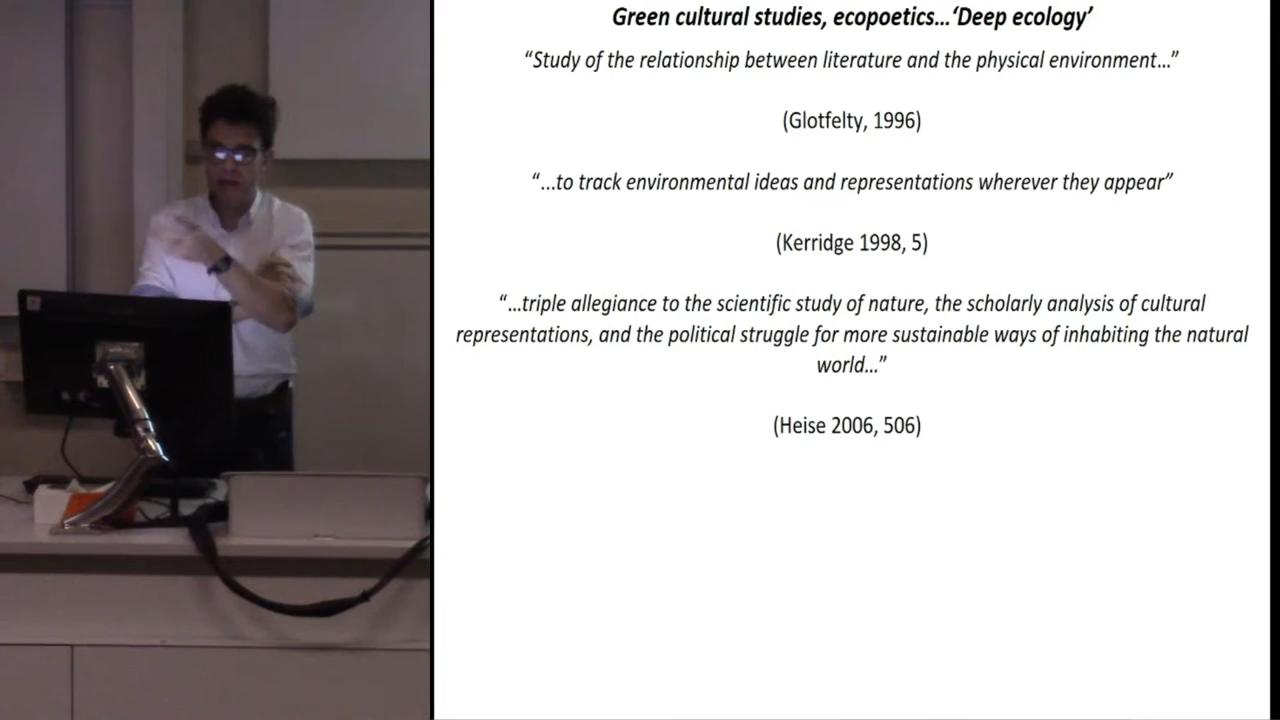 Green cultural studies, ecopoetics…‘Deep ecology’
“Study of the relationship between literature and the physical environment…”
(Glotfelty, 1996)
“…to track environmental ideas and representations wherever they appear”
(Kerridge 1998, 5)
“…triple allegiance to the scientific study of nature, the scholarly analysis of cultural
representations, and the political struggle for more sustainable ways of inhabiting the natural
world…”
(Heise 2006, 506)